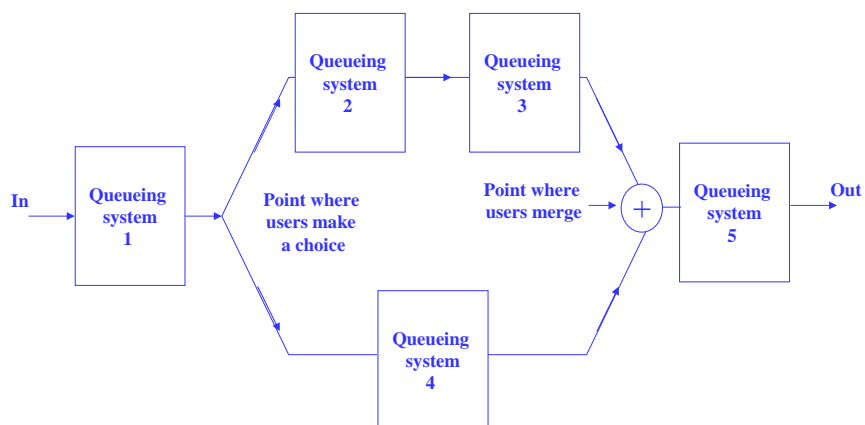 In
Queueing
system
1
Point where
users make
a choice
Queueing
system
2
Queueing
system
3
Queueing
system
4
Point where
users merge
+
Queueing
system
5
Out